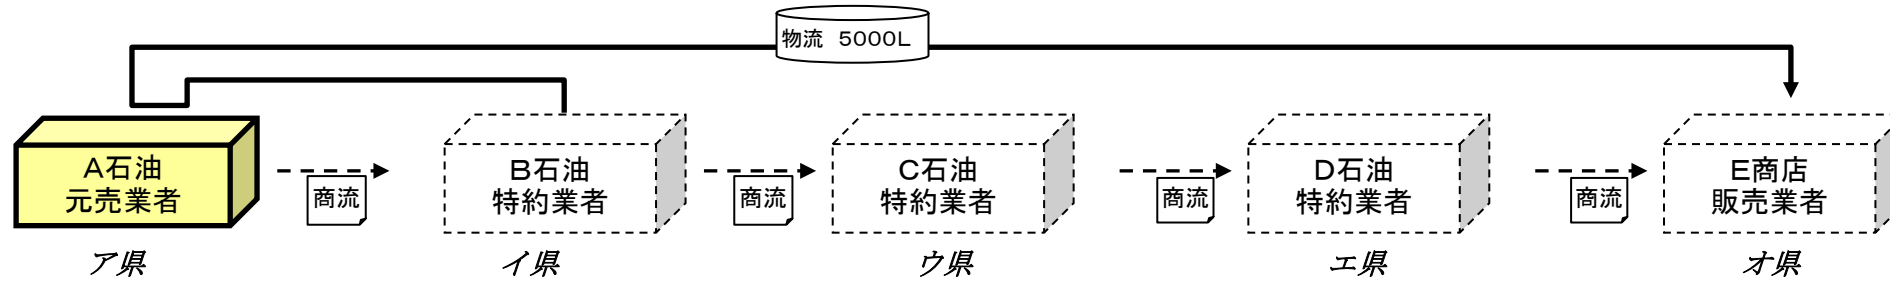 物流　5000L
A石油
元売業者
商流
B石油
特約業者
商流
C石油
特約業者
商流
D石油
特約業者
商流
E商店
販売業者
ア県
イ県
ウ県
エ県
オ県